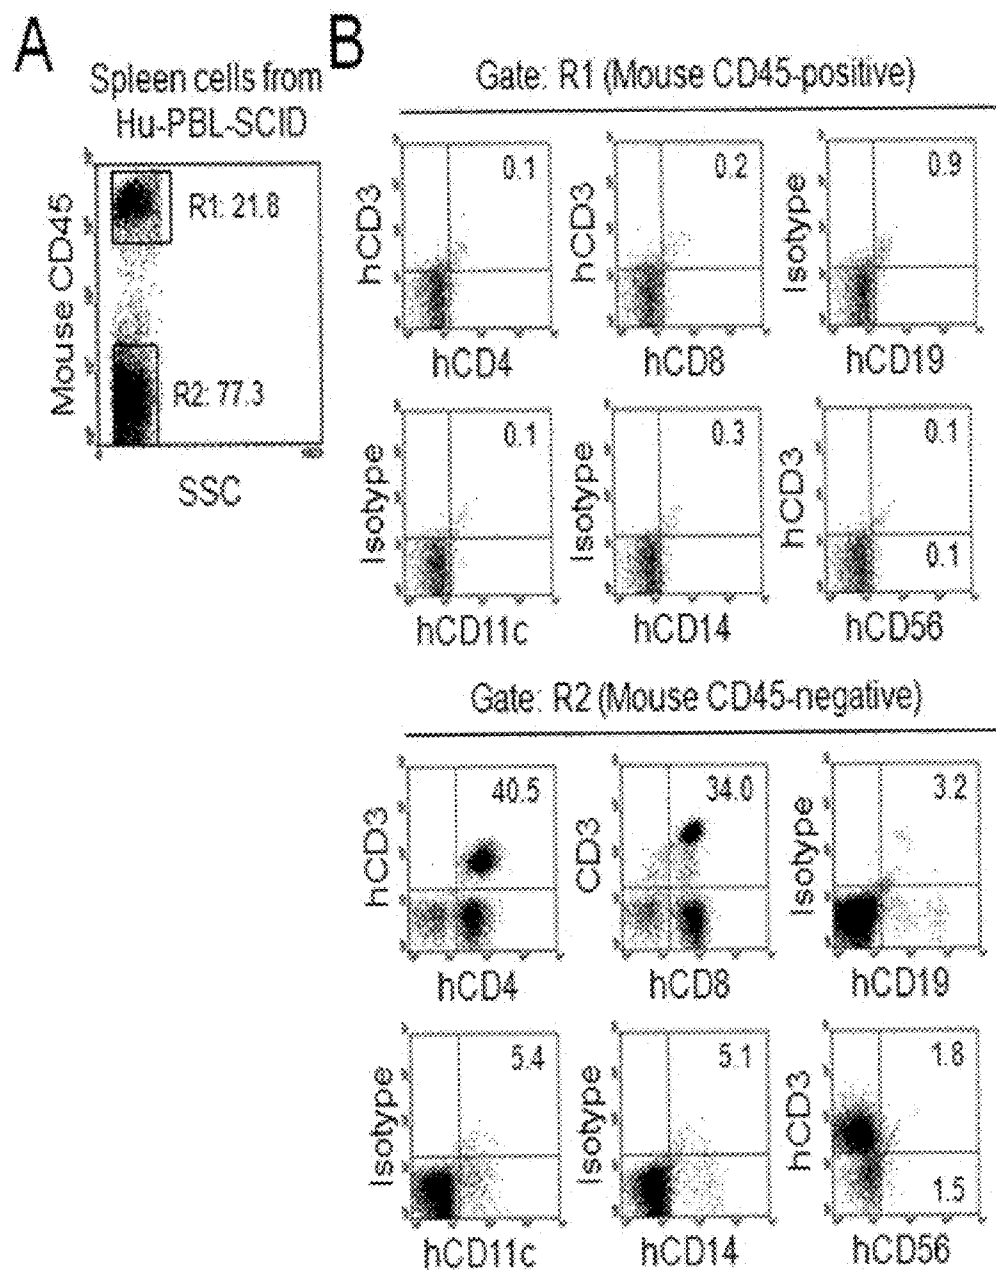 A
B
Spleen cells from
Hu-PBL-SCID
Mouse CD45
R1: 21.8
R2: 77.3
SSC
Gate: R1 (Mouse CD45-positive)
hCD3
0.1
hCD4
hCD3
0.2
hCD8
Isotype
0.9
hCD19
Isotype
0.1
hCD11c
Isotype
0.3
hCD14
hCD3
0.1
0.1
hCD56
Gate: R2 (Mouse CD45-negative)
hCD3
40.5
hCD4
CD3
34.0
hCD8
Isotype
3.2
hCD19
Isotype
5.4
hCD11c
Isotype
5.1
hCD14
hCD3
1.8
1.5
hCD56